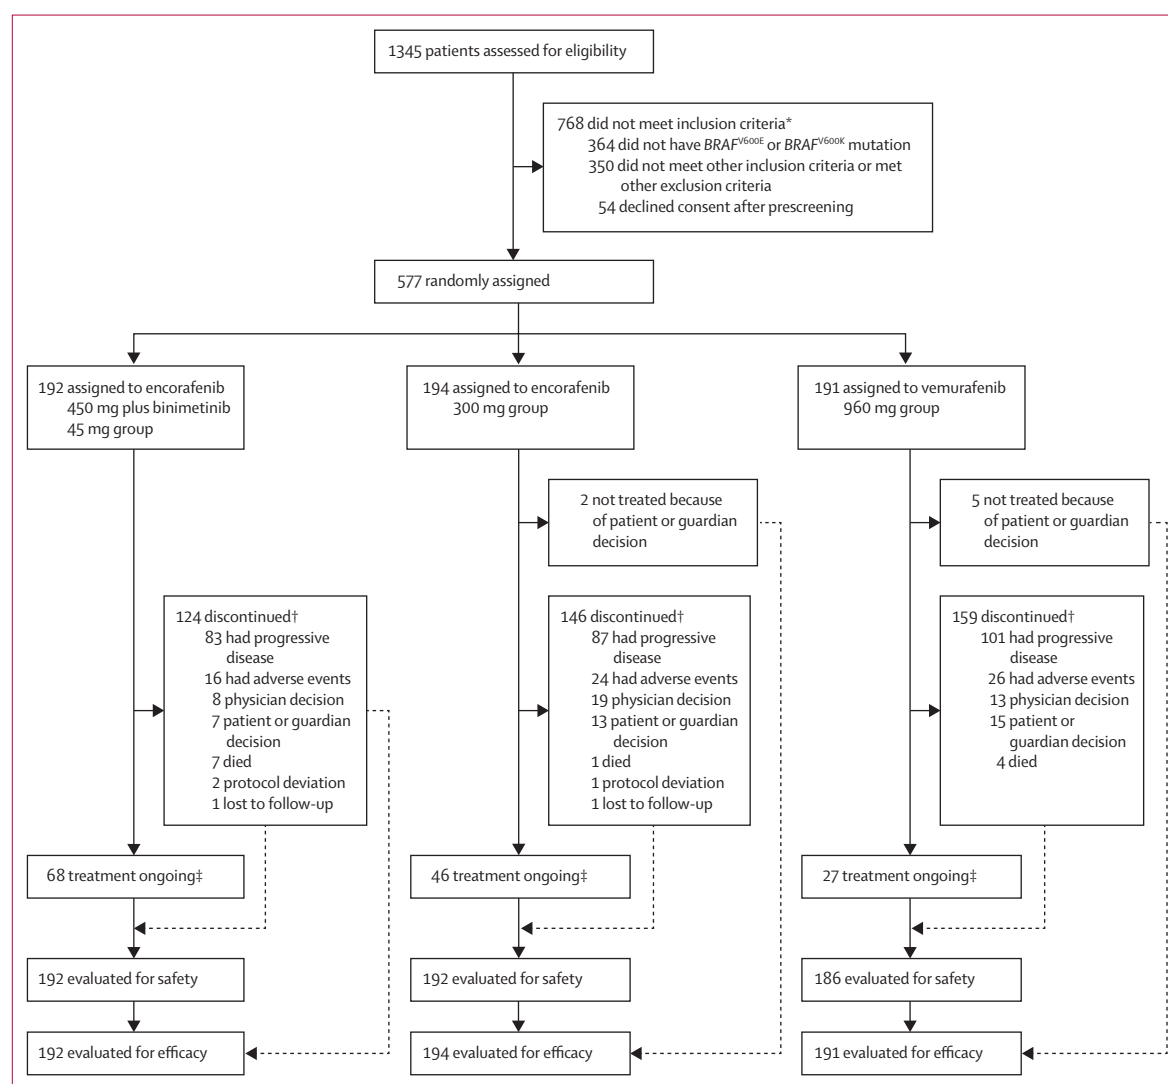 1345 patients assessed for eligibility
768 did not meet inclusion criteria*
364 did not have BRAFV600E or BRAFV600K mutation
350 did not meet other inclusion criteria or met
other exclusion criteria
54 declined consent after prescreening
577 randomly assigned
192 assigned to encorafenib
450 mg plus binimetinib
45 mg group
194 assigned to encorafenib
300 mg group
191 assigned to vemurafenib
960 mg group
2 not treated because
of patient or guardian
decision
5 not treated because
of patient or guardian
decision
124 discontinued†
83 had progressive
disease
16 had adverse events
8 physician decision
7 patient or guardian
decision
7 died
2 protocol deviation
1 lost to follow-up
146 discontinued†
87 had progressive
disease
24 had adverse events
19 physician decision
13 patient or guardian
decision
1 died
1 protocol deviation
1 lost to follow-up
159 discontinued†
101 had progressive
disease
26 had adverse events
13 physician decision
15 patient or
guardian decision
4 died
68 treatment ongoing‡
46 treatment ongoing‡
27 treatment ongoing‡
192 evaluated for safety
192 evaluated for safety
186 evaluated for safety
192 evaluated for efficacy
194 evaluated for efficacy
191 evaluated for efficacy